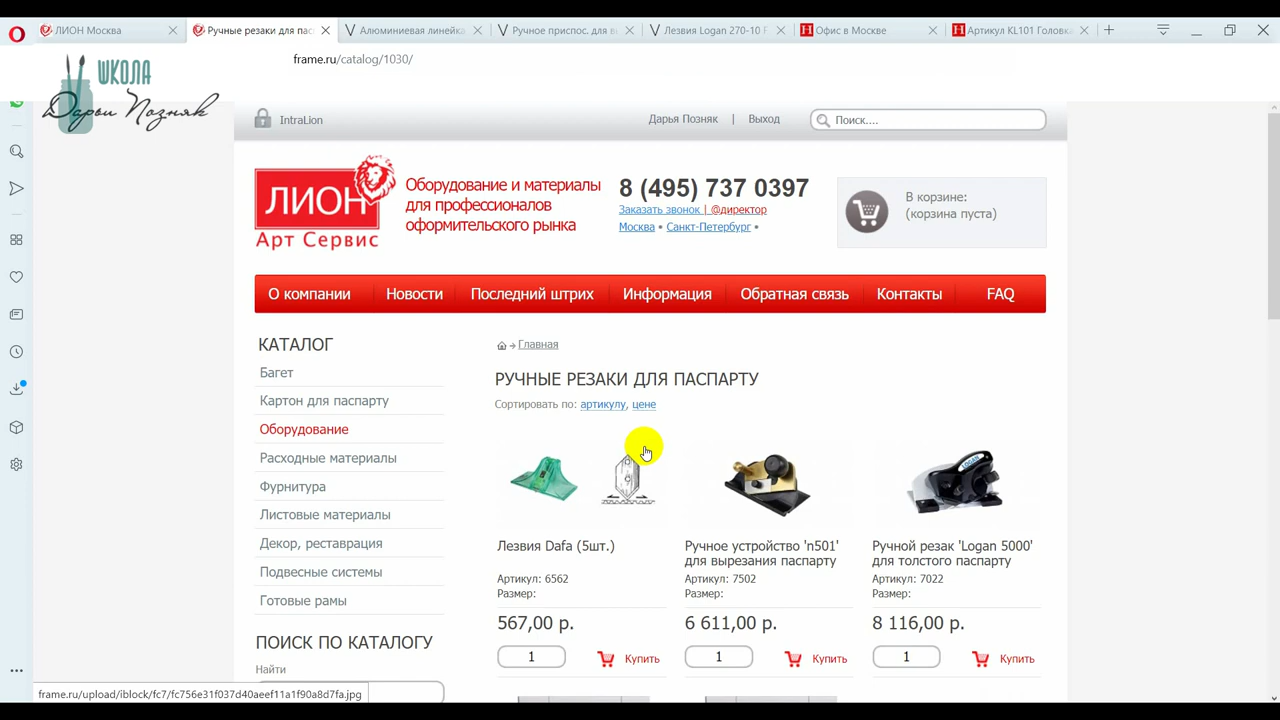 ЛИОН Москва
Ручные резаки для пас
Алюминиевая линейка
Ручное приспос. для в
Лезвия Logan 270-10
Офис в Москве
Артикул KL101 Головка
frame.ru/catalog/1030/
ШКОЛА
Дарьи Позняк
IntraLion
Дарья Позняк | Выход
Поиск....
ЛИОН
Арт Сервис
Оборудование и материалы
для профессионалов
оформительского рынка
8 (495) 737 0397
Заказать звонок | @директор
Москва • Санкт-Петербург •
В корзине:
(корзина пуста)
О компании
Новости
Последний штрих
Информация
Обратная связь
Контакты
FAQ
КАТАЛОГ
Багет
Картон для паспарту
Оборудование
Расходные материалы
Фурнитура
Листовые материалы
Декор, реставрация
Подвесные системы
Готовые рамы
ПОИСК ПО КАТАЛОГУ
Найти
Главная
РУЧНЫЕ РЕЗАКИ ДЛЯ ПАСПАРТУ
Сортировать по: артикулу, цене
LOGAN
Лезвия Dafa (5шт.)
Артикул: 6562
Размер:
567,00 р.
1
Купить
Ручное устройство 'n501'
для вырезания паспарту
Артикул: 7502
Размер:
6 611,00 р.
1
Купить
Ручной резак 'Logan 5000'
для толстого паспарту
Артикул: 7022
Размер:
8 116,00 р.
1
Купить
frame.ru/upload/iblock/fc7/fc756e31f037d40aeef11a1f90a8d7fa.jpg